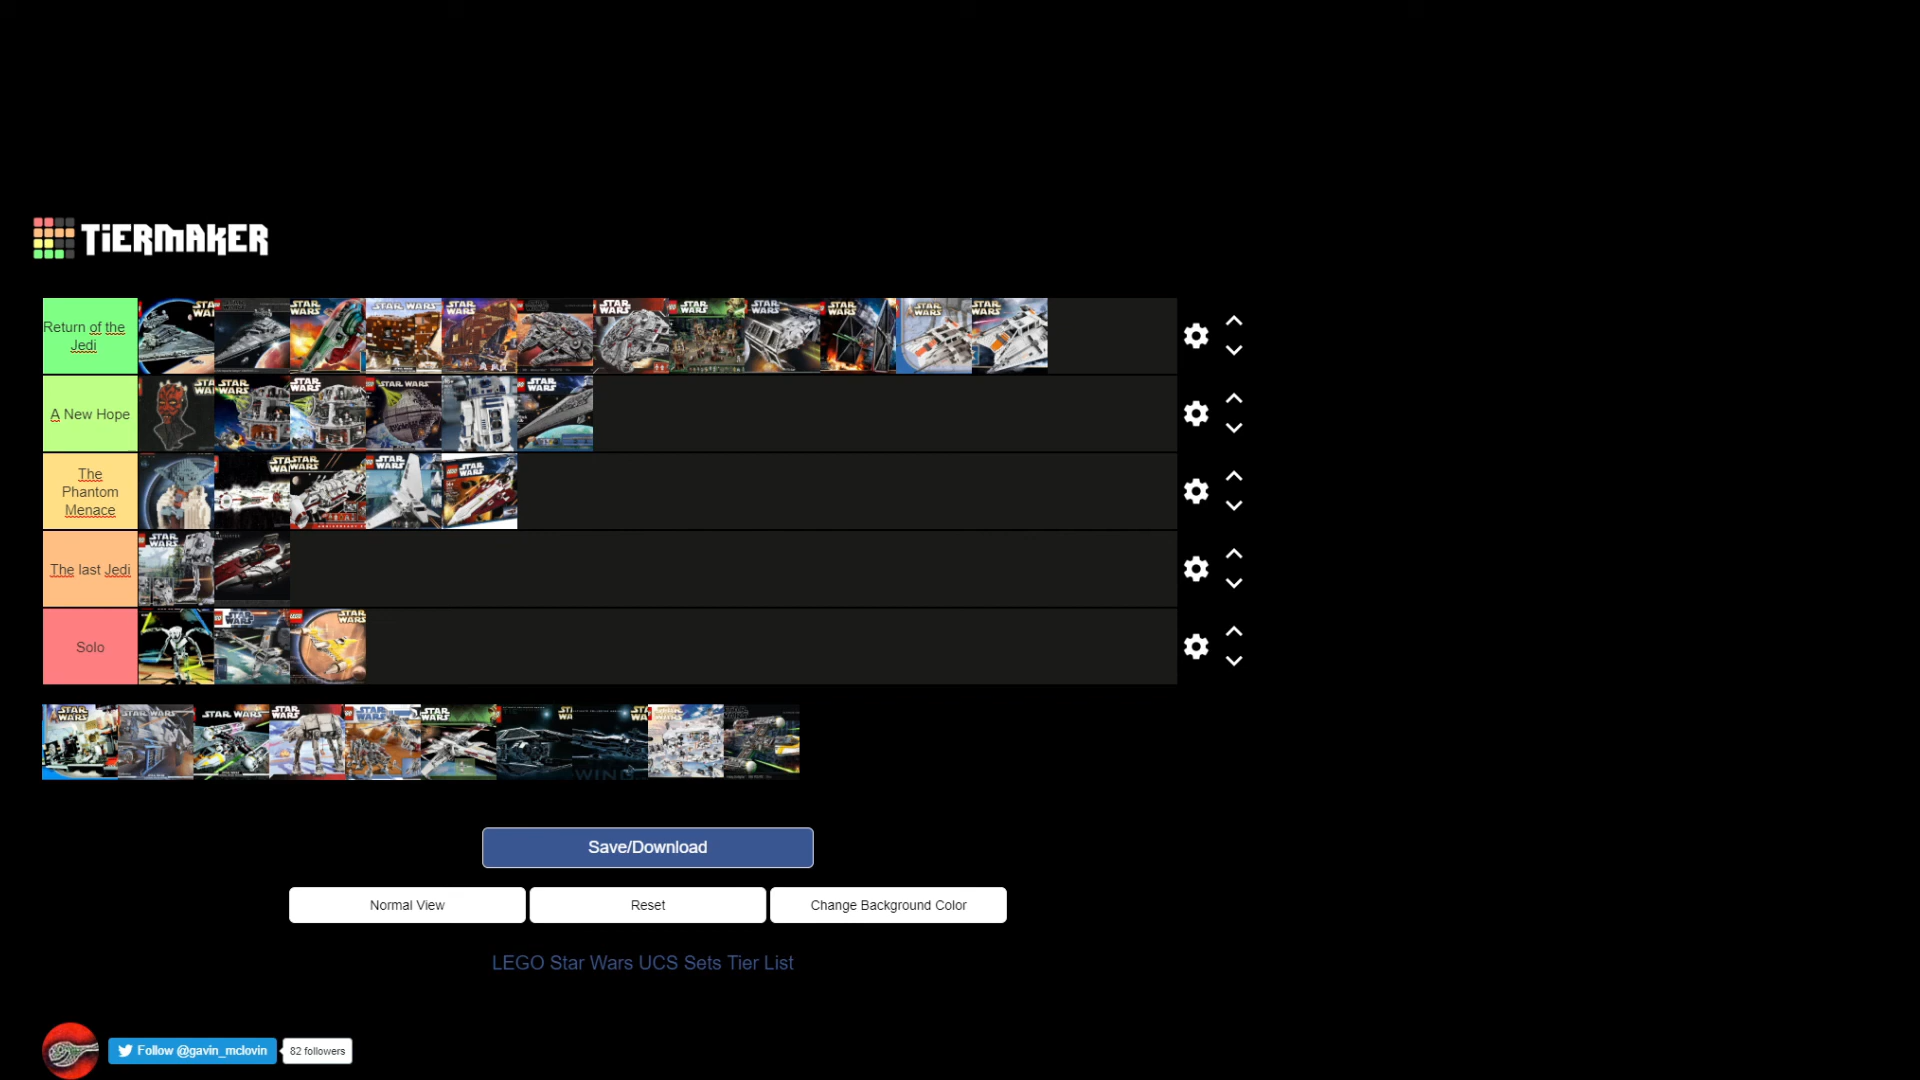 TiERMAKER
Return of the
Jedi
A New Hope
The
Phantom
Menace
The last Jedi
Solo
Save/Download
Normal View
Reset
Change Background Color
LEGO Star Wars UCS Sets Tier List
Follow @gavin_mclovin
82 followers